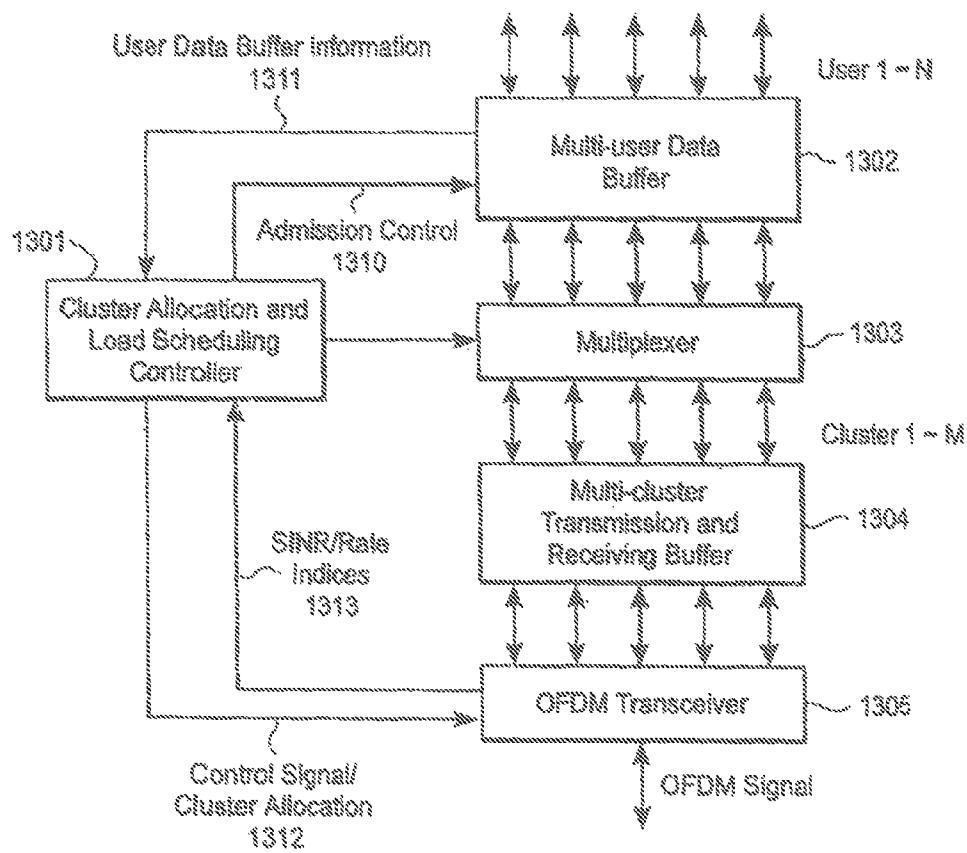 User Data Buffer Information
1311
User 1 ~ N
Multi-user Data
Buffer
1302
Admission Control
1310
1301
Cluster Allocation and
Load Scheduling
Controller
Multiplexer
1303
Cluster 1 ~ M
Multi-cluster
Transmission and
Receiving Buffer
1304
SINR/Rate
Indices
1313
OFDM Transceiver
1305
Control Signal/
Cluster Allocation
1312
OFDM Signal